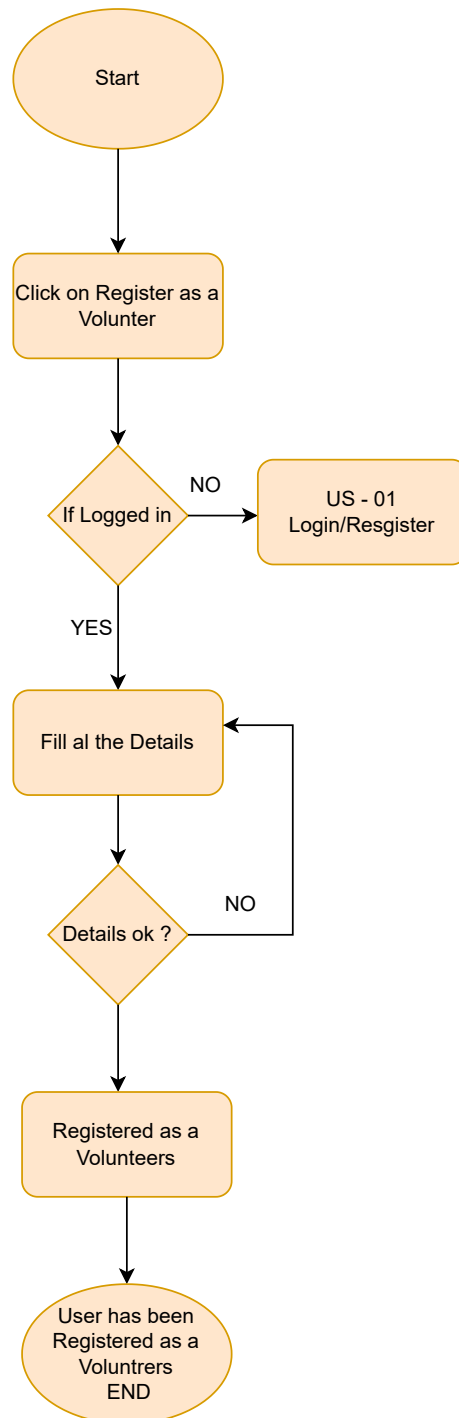 Start
Click on Register as a
Volunter
If Logged in
NO
US - 01
Login/Resgister
YES
Fill al the Details
Details ok ?
NO
Registered as a
Volunteers
User has been
Registered as a
Voluntrers
END